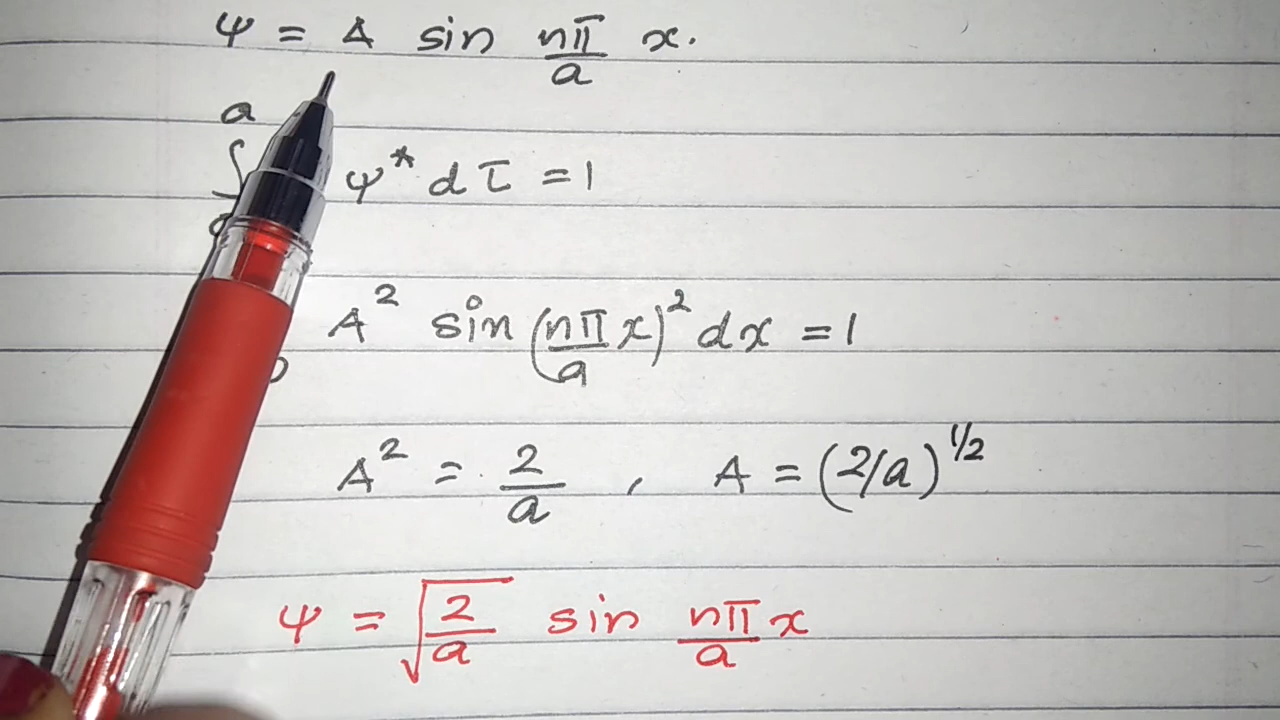 ψ = A sin nπ/a x.
a ∫ ψ* dτ = 1
A² sin (nπ/a x)² dx = 1
A² = 2/a , A = (2/a)^1/2
ψ = √2/a sin nπ/a x